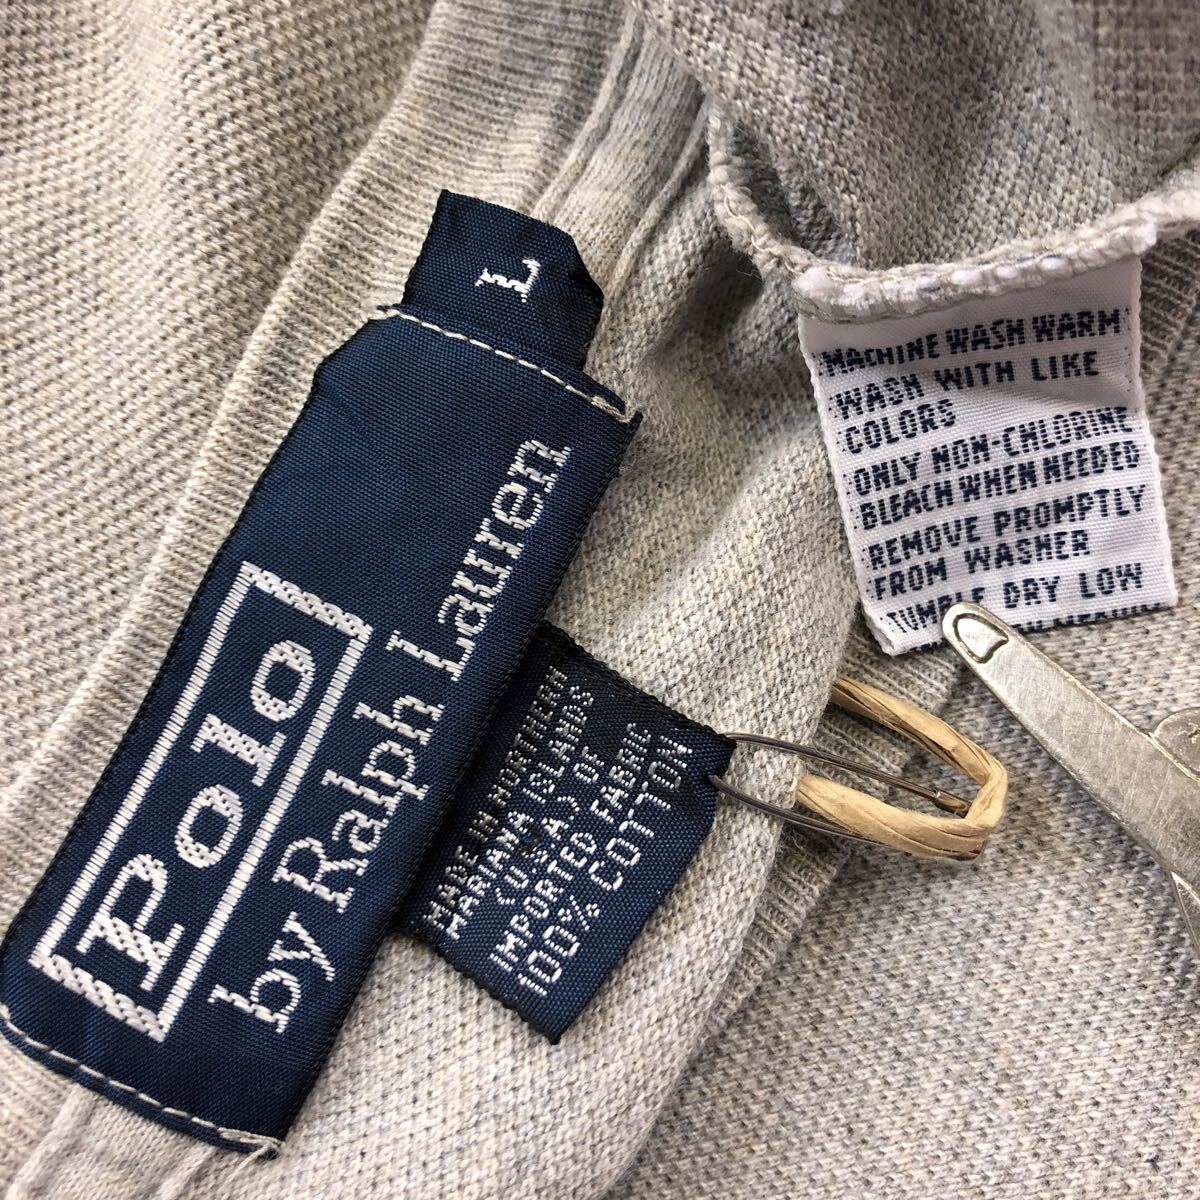 L
Polo
by Ralph Lauren
MADE IN NORTHERN
MARIANA ISLANDS
(U.S.A.) OF
IMPORTED FABRIC
100% COTTON
MACHINE WASH WARM
WASH WITH LIKE
COLORS
ONLY NON-CHLORINE
BLEACH WHEN NEEDED
REMOVE PROMPTLY
FROM WASHER
TUMBLE DRY LOW